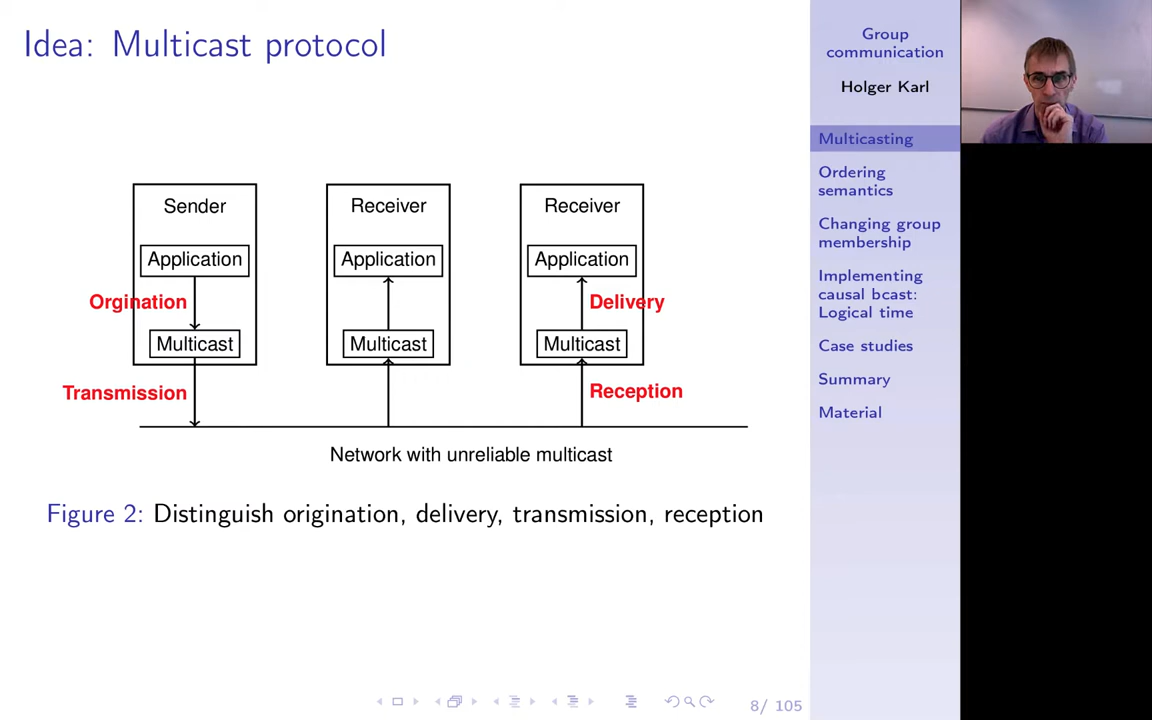 Idea: Multicast protocol
Sender
Receiver
Receiver
Application
Application
Application
Orgination
Delivery
Multicast
Multicast
Multicast
Transmission
Reception
Network with unreliable multicast
Figure 2: Distinguish origination, delivery, transmission, reception
8/ 105
Group
communication
Holger Karl
Multicasting
Ordering
semantics
Changing group
membership
Implementing
causal bcast:
Logical time
Case studies
Summary
Material